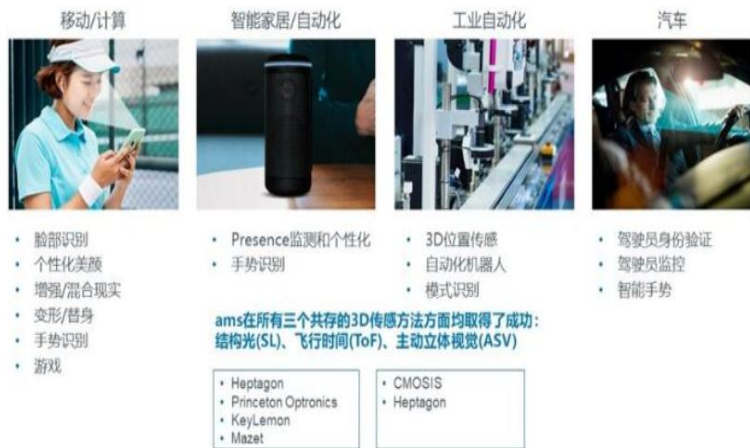 移动/计算
智能家居/自动化
工业自动化
汽车
• 脸部识别
• 个性化美颜
• 增强/混合现实
• 变形/替身
• 手势识别
• 游戏
• Presence监测和个性化
• 手势识别
• 3D位置传感
• 自动化机器人
• 模式识别
• 驾驶员身份验证
• 驾驶员监控
• 智能手势
ams在所有三个共存的3D传感方法方面均取得了成功：
结构光(SL)、飞行时间(ToF)、主动立体视觉(ASV)
• Heptagon
• Princeton Optronics
• KeyLemon
• Mazet
• CMOSIS
• Heptagon